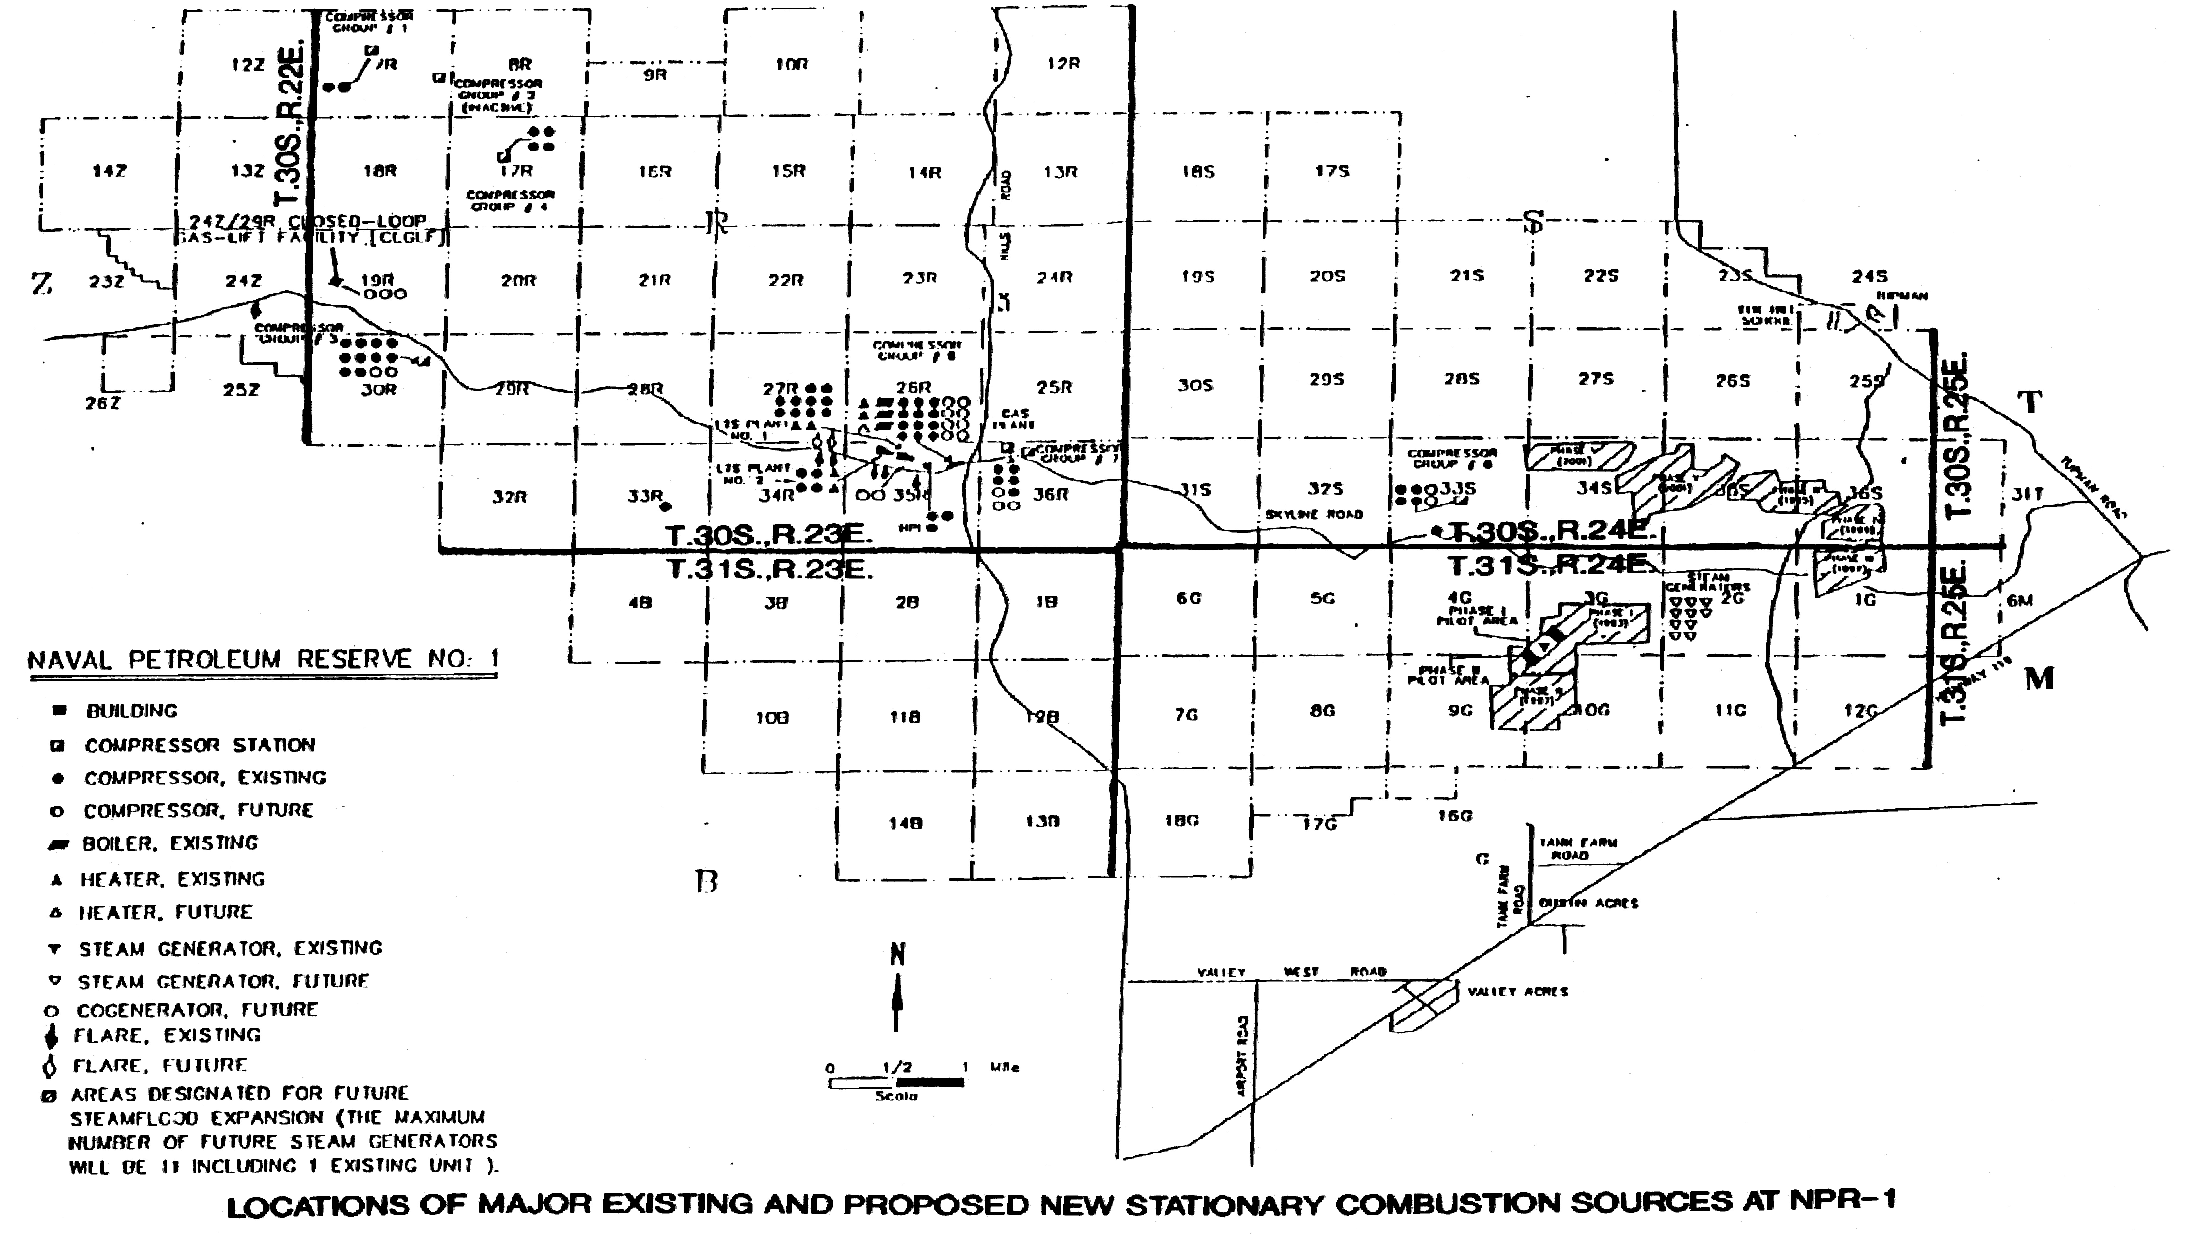 COMPRESSOR
GROUP # 1
12Z
7R
8R
9R
10R
12R
COMPRESSOR
GROUP # 2
(INACTIVE)
T.30S.,R.22E.
14Z
13Z
18R
17R
16R
15R
14R
13R
18S
17S
COMPRESSOR
GROUP # 4
ROAD
HILLS
24Z/29R CLOSED-LOOP
GAS-LIFT FACILITY [CLGLF]
R
S
Z
23Z
24Z
19R
20R
21R
22R
23R
24R
19S
20S
21S
22S
23S
24S
TUPMAN
COMPRESSOR
GROUP # 3
COMPRESSOR
GROUP # 6
26Z
25Z
30R
29R
28R
27R
26R
25R
30S
29S
28S
27S
26S
25S
T
LTS PLANT
NO. 1
GAS
PLANT
COMPRESSOR
GROUP # 7
COMPRESSOR
GROUP # 8
LTS PLANT
NO. 2
32R
33R
34R
35R
36R
31S
32S
33S
34S
36S
31T
TUPMAN ROAD
SKYLINE ROAD
HPI
T.30S.,R.23E.
T.30S.,R.24E.
T.30S.,R.25E.
T.31S.,R.23E.
T.31S.,R.24E.
T.31S.,R.25E.
STEAM
GENERATORS
4B
3B
2B
1B
6G
5G
4G
3G
2G
1G
6M
PHASE I
PILOT AREA
PILOT AREA
M
10B
11B
12B
7G
8G
9G
10G
11G
12G
14B
13B
18G
17G
16G
B
G
TANK FARM
ROAD
TANK FARM
ROAD
DUSTIN ACRES
VALLEY WEST ROAD
VALLEY ACRES
AIRPORT ROAD
NAVAL PETROLEUM RESERVE NO. 1
BUILDING
COMPRESSOR STATION
COMPRESSOR, EXISTING
COMPRESSOR, FUTURE
BOILER, EXISTING
HEATER, EXISTING
HEATER, FUTURE
STEAM GENERATOR, EXISTING
STEAM GENERATOR, FUTURE
COGENERATOR, FUTURE
FLARE, EXISTING
FLARE, FUTURE
AREAS DESIGNATED FOR FUTURE
STEAMFLOOD EXPANSION (THE MAXIMUM
NUMBER OF FUTURE STEAM GENERATORS
WILL BE 11 INCLUDING 1 EXISTING UNIT ).
N
0 1/2 1 Mile
Scale
LOCATIONS OF MAJOR EXISTING AND PROPOSED NEW STATIONARY COMBUSTION SOURCES AT NPR-1